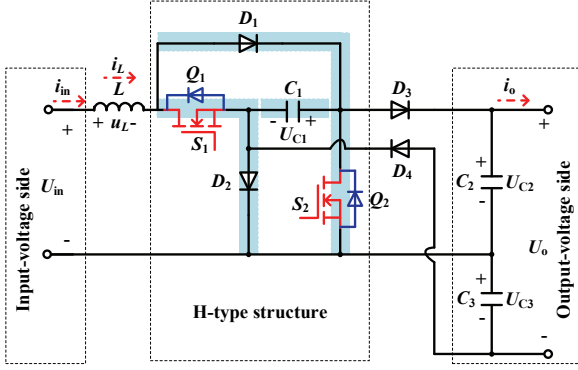 D1
iin
iL
L
+ uL -
Q1
S1
C1
- UC1 +
D3
io
+
+
Uin
-
D2
D4
S2
Q2
C2
+
-
UC2
Uo
C3
+
-
UC3
-
Input-voltage side
H-type structure
Output-voltage side